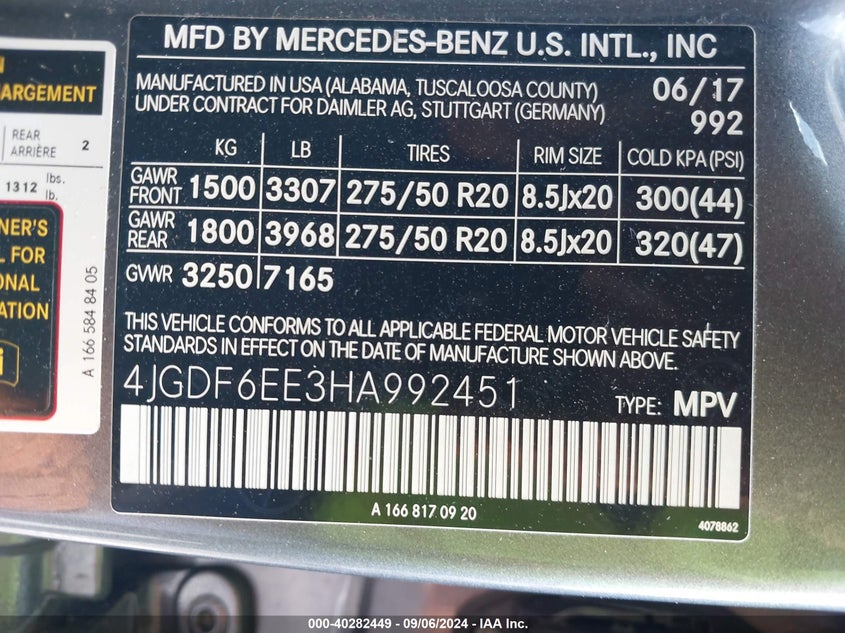 N
ARGEMENT
REAR
ARRIÈRE 2
1312 lbs.
lb.
NER'S
L FOR
ONAL
ATION
i
A 166 584 84 05
MFD BY MERCEDES-BENZ U.S. INTL., INC
MANUFACTURED IN USA (ALABAMA, TUSCALOOSA COUNTY) 06/17
UNDER CONTRACT FOR DAIMLER AG, STUTTGART (GERMANY) 992
KG LB TIRES RIM SIZE COLD KPA (PSI)
GAWR FRONT 1500 3307 275/50 R20 8.5Jx20 300(44)
GAWR REAR 1800 3968 275/50 R20 8.5Jx20 320(47)
GVWR 3250 7165
THIS VEHICLE CONFORMS TO ALL APPLICABLE FEDERAL MOTOR VEHICLE SAFETY
STANDARDS IN EFFECT ON THE DATE OF MANUFACTURE SHOWN ABOVE.
4JGDF6EE3HA992451 TYPE: MPV
A 166 817 09 20
4078862
000-40282449 - 09/06/2024 - IAA Inc.